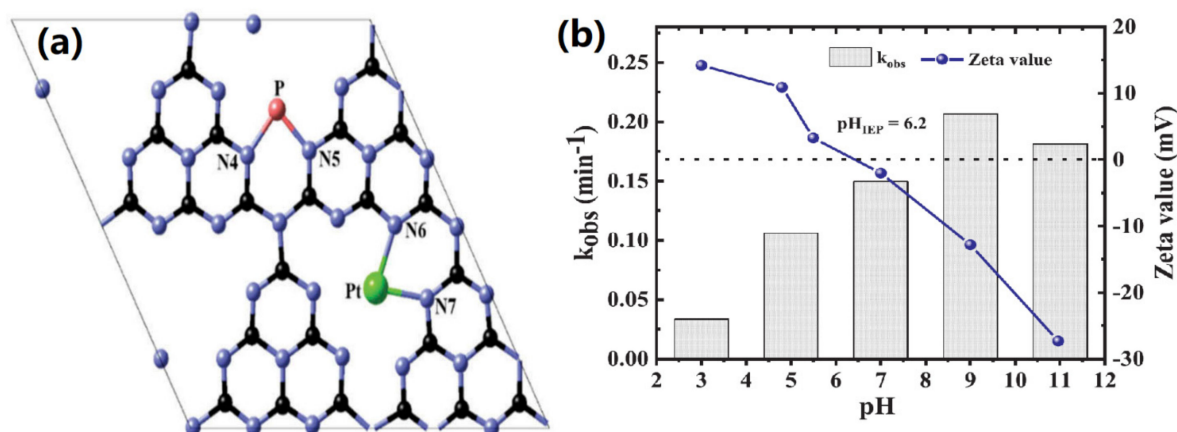 (a)
P
N4
N5
N6
Pt
N7
(b)
kobs
Zeta value
pHIEP = 6.2
kobs (min-1)
0.25
0.20
0.15
0.10
0.05
0.00
20
10
0
-10
-20
-30
Zeta value (mV)
2 3 4 5 6 7 8 9 10 11 12
pH